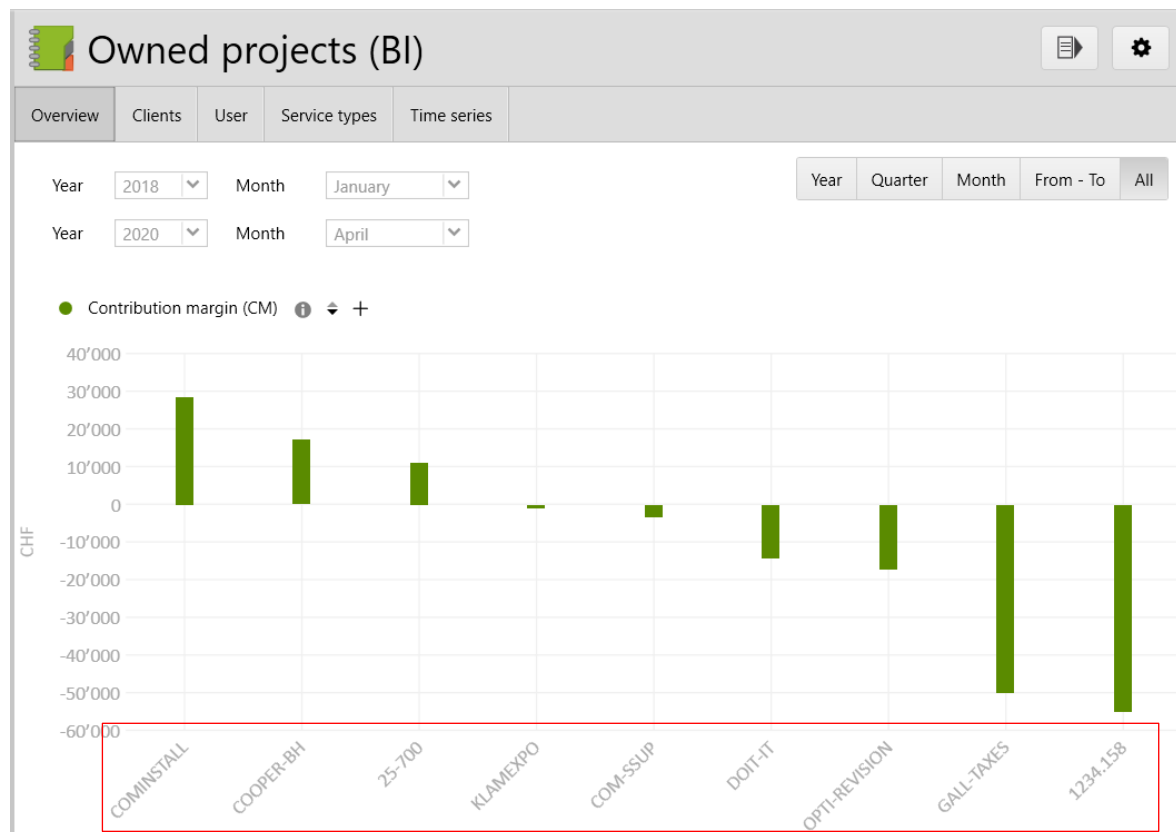 Owned projects (BI)
Overview Clients User Service types Time series
Year 2018 Month January Year Quarter Month From - To All
Year 2020 Month April
Contribution margin (CM)
40’000
30’000
20’000
10’000
0
-10’000
-20’000
-30’000
-40’000
-50’000
-60’000
CHF
COMINSTALL COOPER-BH 25-700 KLAMEXPO COM-SSUP DOIT-IT OPTI-REVISION GALL-TAXES 1234.158